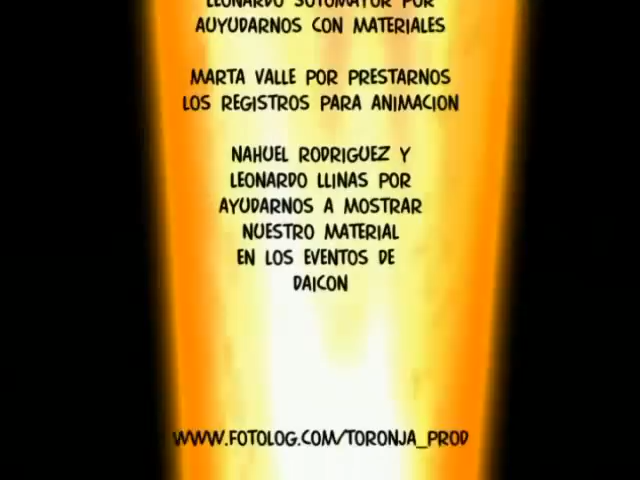 LEONARDO SOTOMAYOR POR
AUYUDARNOS CON MATERIALES
MARTA VALLE POR PRESTARNOS
LOS REGISTROS PARA ANIMACION
NAHUEL RODRIGUEZ Y
LEONARDO LLINAS POR
AYUDARNOS A MOSTRAR
NUESTRO MATERIAL
EN LOS EVENTOS DE
DAICON
WWW.FOTOLOG.COM/TORONJA_PROD